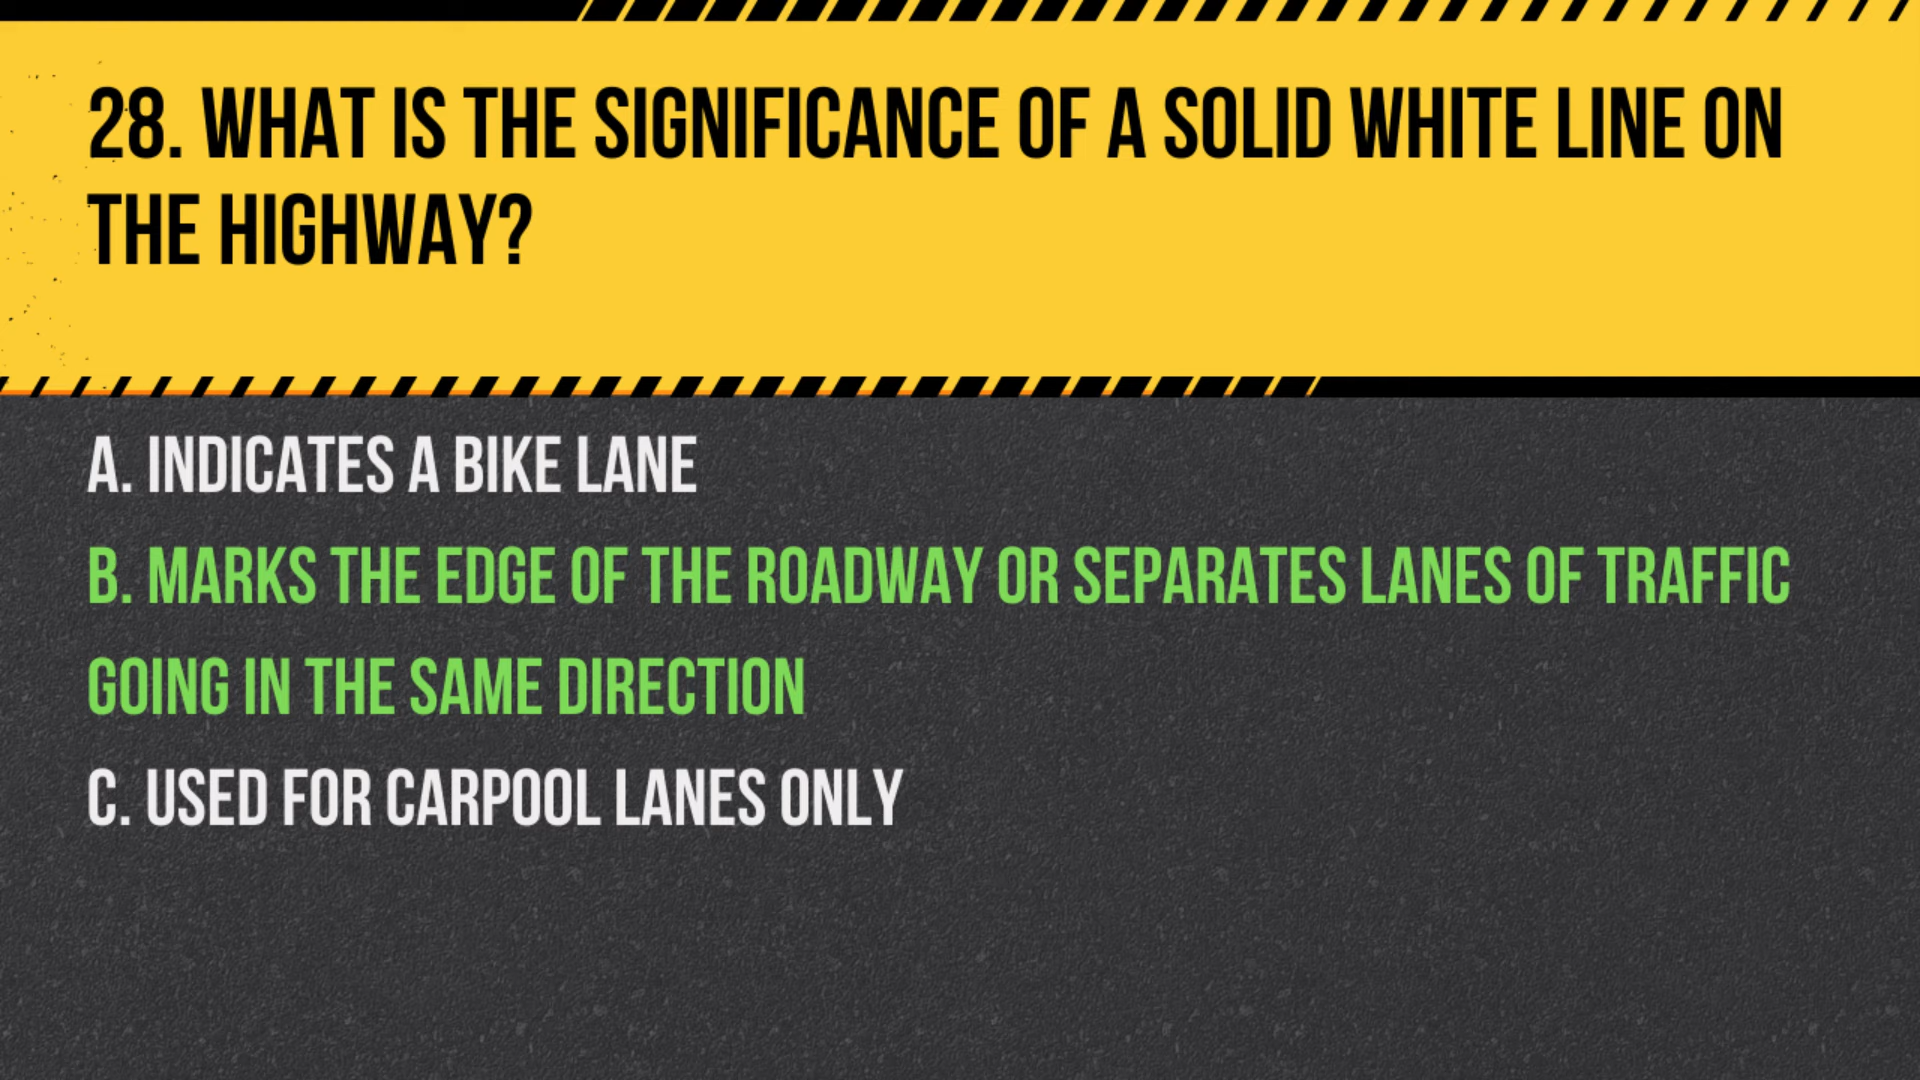 28. WHAT IS THE SIGNIFICANCE OF A SOLID WHITE LINE ON
THE HIGHWAY?
A. INDICATES A BIKE LANE
B. MARKS THE EDGE OF THE ROADWAY OR SEPARATES LANES OF TRAFFIC
GOING IN THE SAME DIRECTION
C. USED FOR CARPOOL LANES ONLY